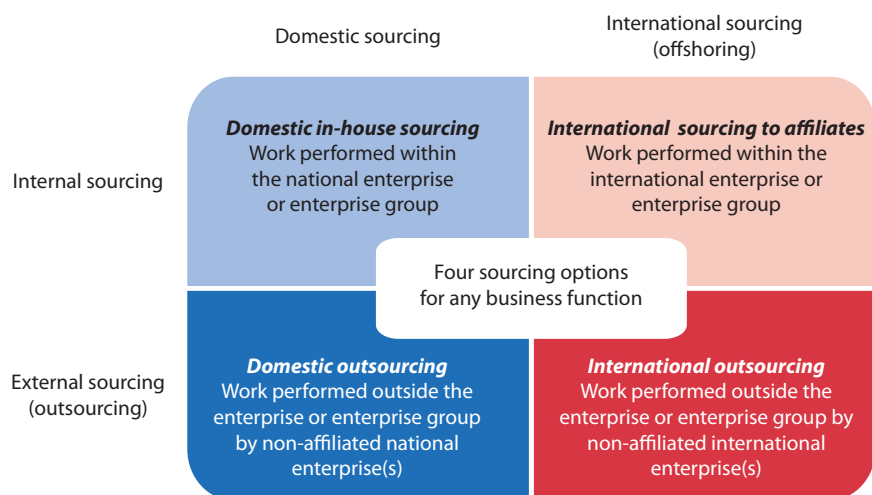 Domestic sourcing
International sourcing
(offshoring)
Internal sourcing
Domestic in-house sourcing
Work performed within
the national enterprise
or enterprise group
International sourcing to affiliates
Work performed within the
international enterprise or
enterprise group
Four sourcing options
for any business function
External sourcing
(outsourcing)
Domestic outsourcing
Work performed outside the
enterprise or enterprise group
by non-affiliated national
enterprise(s)
International outsourcing
Work performed outside the
enterprise or enterprise group by
non-affiliated international
enterprise(s)